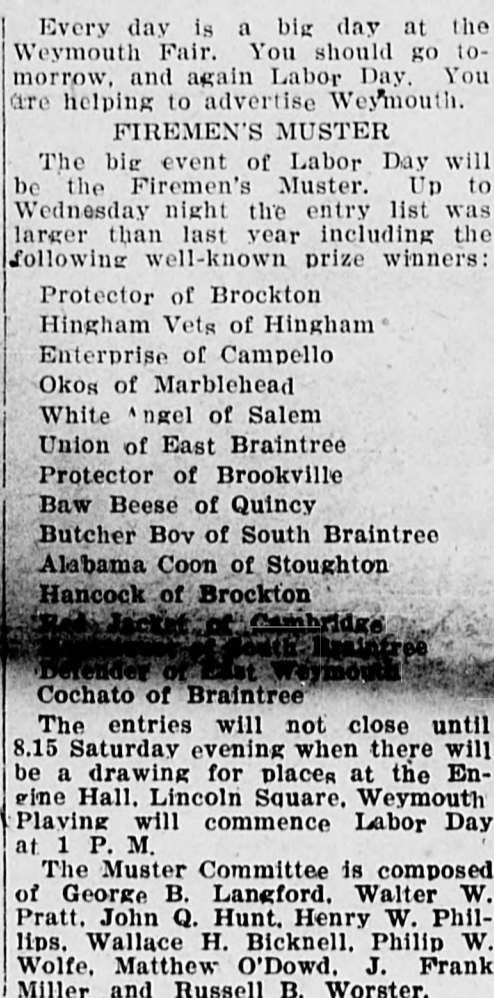 Every day is a big day at the
Weymouth Fair. You should go to-
morrow, and again Labor Day. You
are helping to advertise Weymouth.
FIREMEN'S MUSTER
The big event of Labor Day will
be the Firemen's Muster. Up to
Wednesday night the entry list was
larger than last year including the
following well-known prize winners:
Protector of Brockton
Hingham Vets of Hingham
Enterprise of Campello
Okos of Marblehead
White Angel of Salem
Union of East Braintree
Protector of Brookville
Baw Beese of Quincy
Butcher Boy of South Braintree
Alabama Coon of Stoughton
Hancock of Brockton
Red Jacket of Cambridge
of South Braintree
Defender of East Weymouth
Cochato of Braintree
The entries will not close until
8.15 Saturday evening when there will
be a drawing for places at the En-
gine Hall, Lincoln Square, Weymouth
Playing will commence Labor Day
at 1 P. M.
The Muster Committee is composed
of George B. Langford, Walter W.
Pratt, John Q. Hunt, Henry W. Phil-
lips, Wallace H. Bicknell, Philip W.
Wolfe, Matthew O'Dowd, J. Frank
Miller and Russell B. Worster.